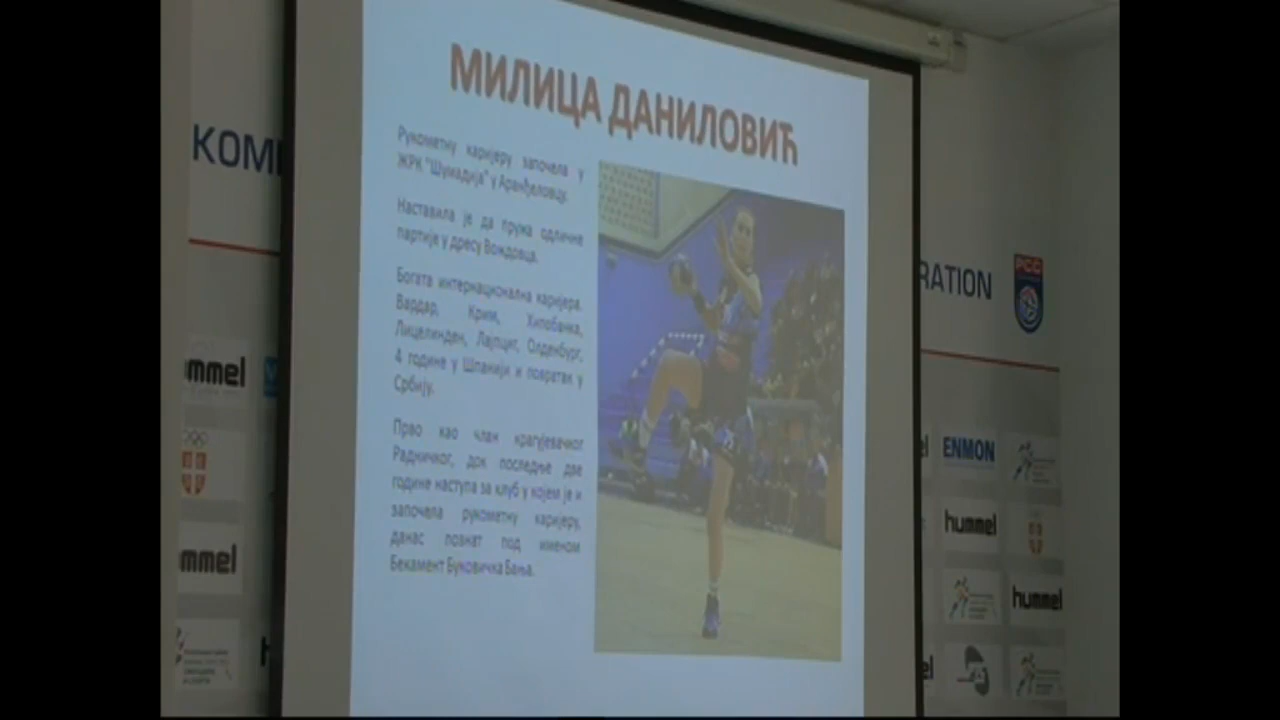 МИЛИЦА ДАНИЛОВИЋ
Рукометну каријеру започела у
ЖРК "Шумадија" у Аранђеловцу.
Наставила је да пружа одличне
партије у дресу Вождовца.
Богата интернационална каријера.
Вардар, Крим, Хипобанка,
Лицелинден, Лајпциг, Олденбург,
4 године у Шпанији и повратак у
Србију.
Прво као члан крагујевачког
Радничког, док последње две
године наступа за клуб у којем је и
започела рукометну каријеру,
данас познат под именом
Бекамент Буковичка Бања.
KOM
RATION
РСС
mmel
ENMON
hummel
mmel
hummel